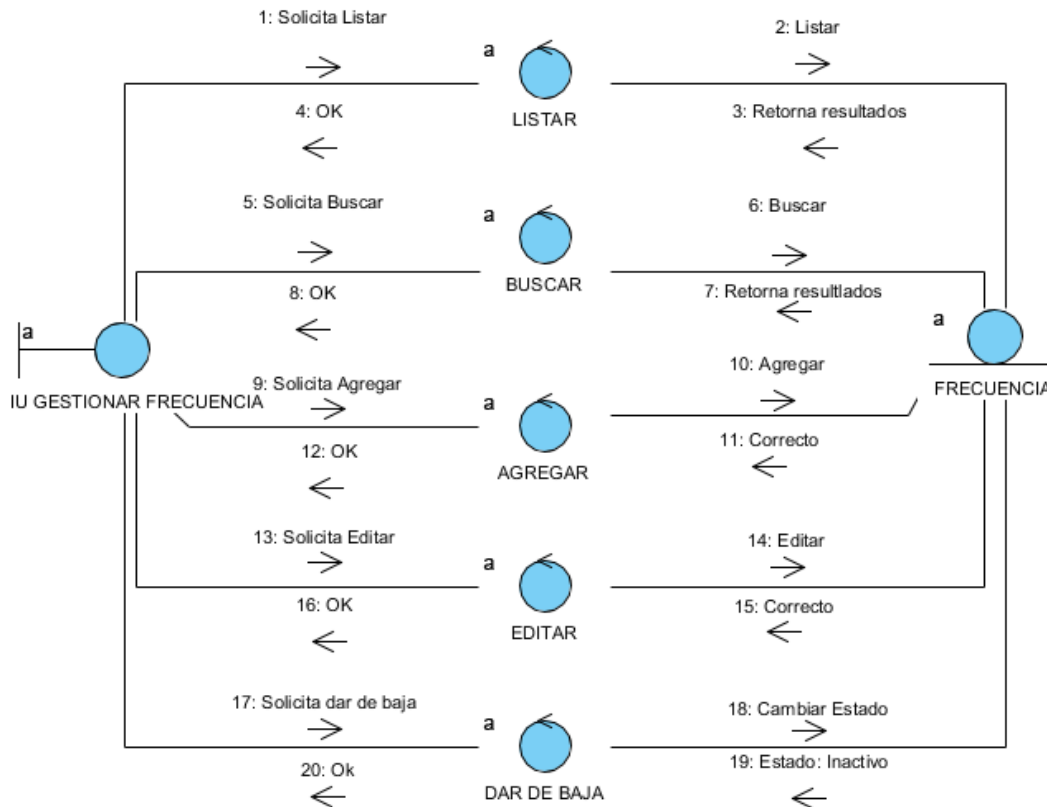 1: Solicita Listar
2: Listar
a
LISTAR
4: OK
3: Retorna resultados
5: Solicita Buscar
6: Buscar
a
BUSCAR
8: OK
7: Retorna resultlados
a
IU GESTIONAR FRECUENCIA
a
FRECUENCIA
9: Solicita Agregar
10: Agregar
a
AGREGAR
12: OK
11: Correcto
13: Solicita Editar
14: Editar
a
EDITAR
16: OK
15: Correcto
17: Solicita dar de baja
18: Cambiar Estado
a
DAR DE BAJA
20: Ok
19: Estado: Inactivo